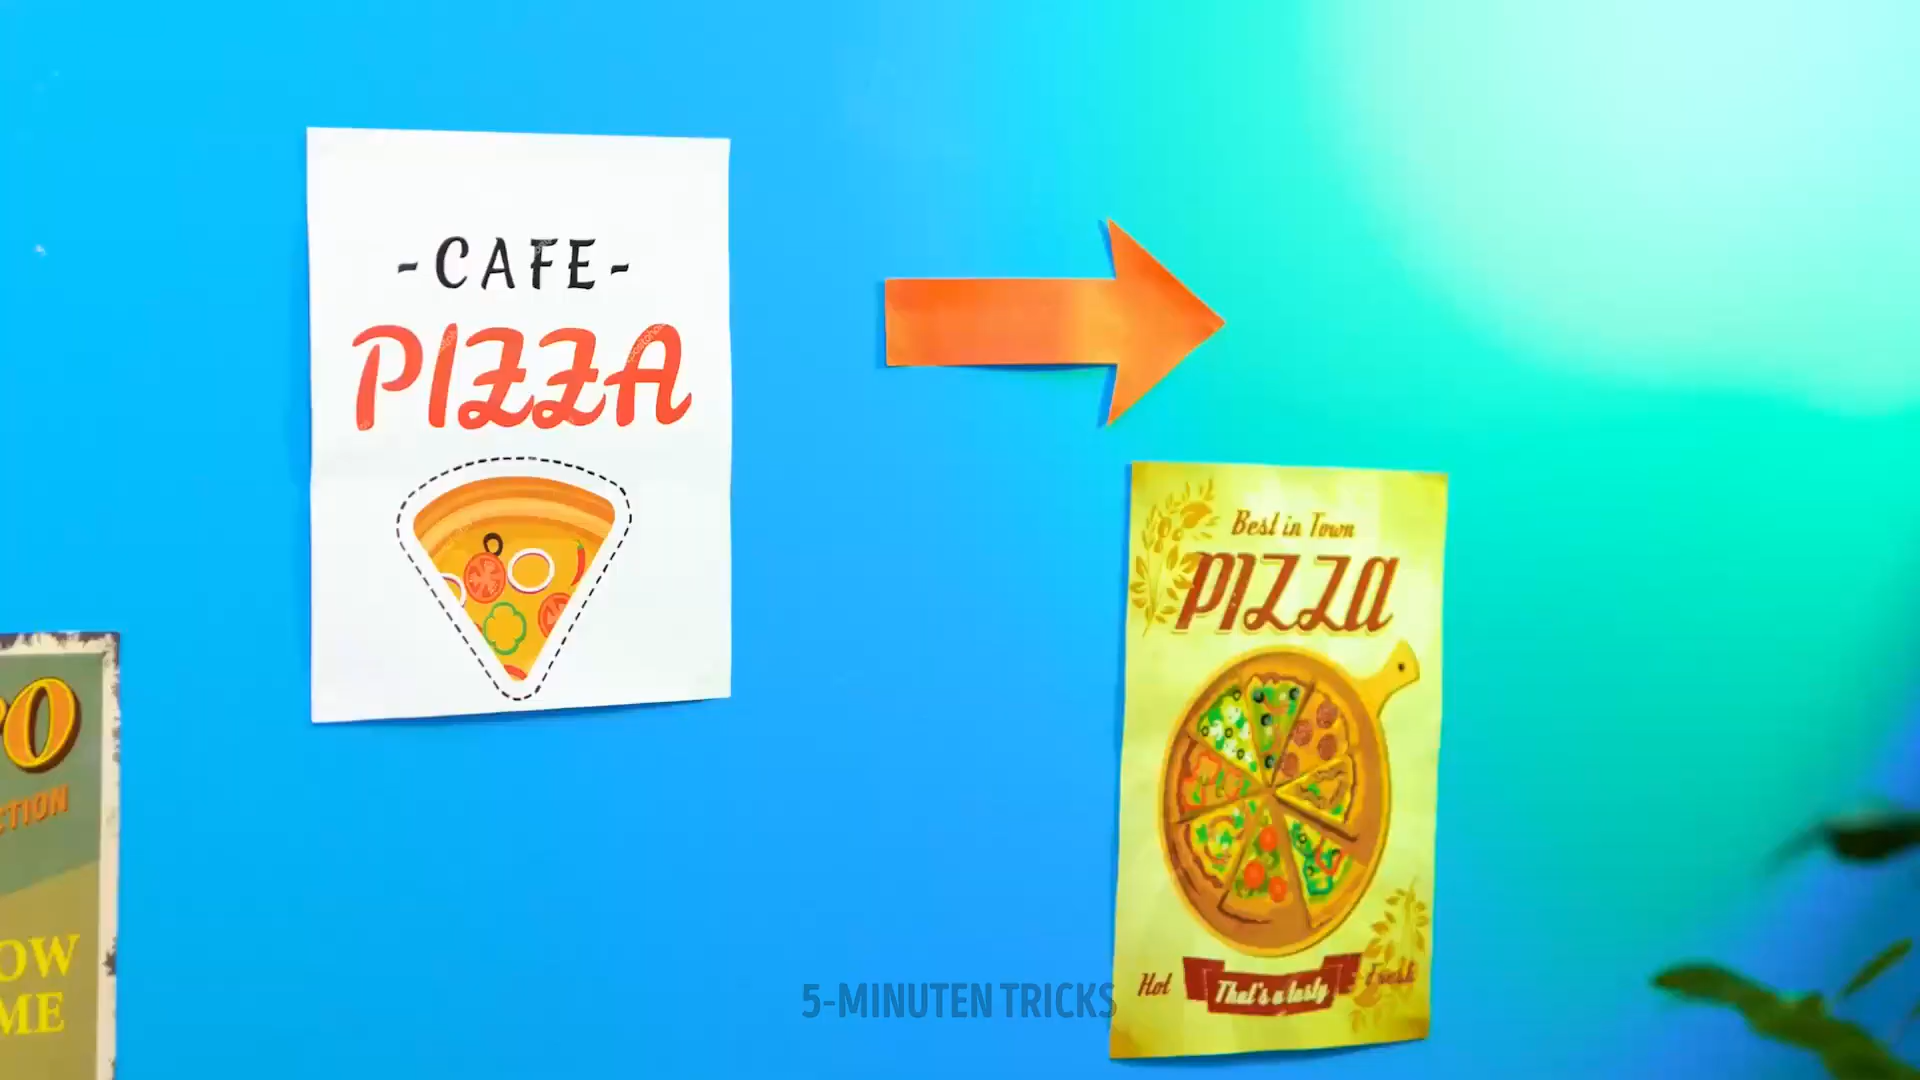 -CAFE-
PIZZA
Best in Town
PIZZA
Hot
That's a tasty
Fresh
5-MINUTEN TRICKS